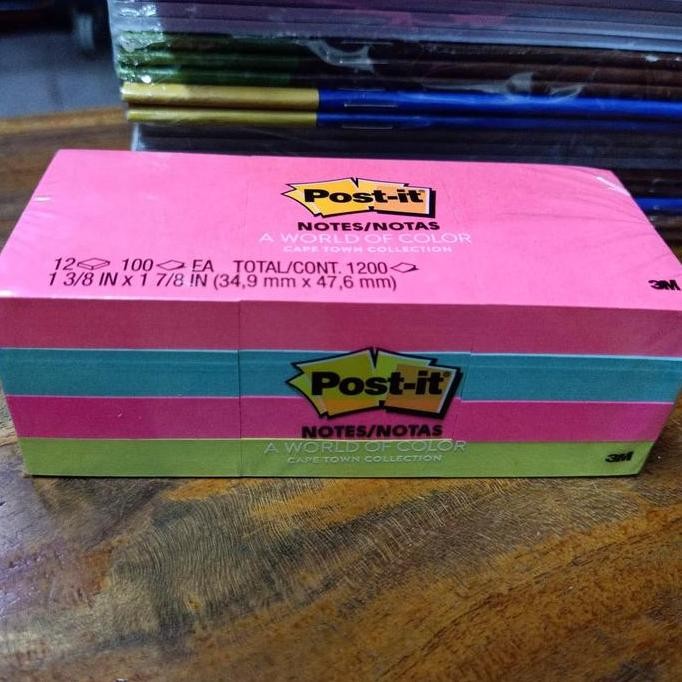 Post-it
NOTES/NOTAS
A WORLD OF COLOR
CAPE TOWN COLLECTION
12 100 EA TOTAL/CONT. 1200
1 3/8 IN x 1 7/8 IN (34,9 mm x 47,6 mm)
3M
Post-it
NOTES/NOTAS
A WORLD OF COLOR
CAPE TOWN COLLECTION
3M